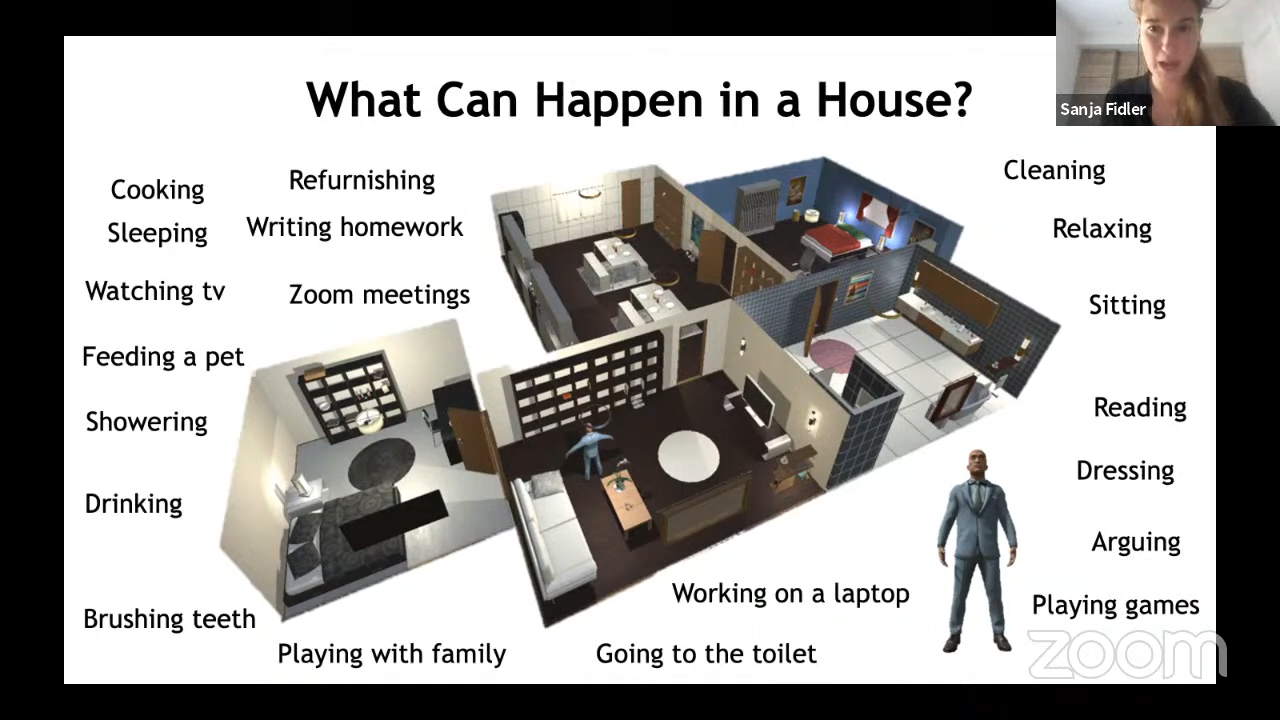 What Can Happen in a House?
Sanja Fidler
Cooking
Refurnishing
Cleaning
Sleeping
Writing homework
Relaxing
Watching tv
Zoom meetings
Sitting
Feeding a pet
Showering
Reading
Dressing
Drinking
Arguing
Working on a laptop
Playing games
Brushing teeth
Playing with family
Going to the toilet
zoom